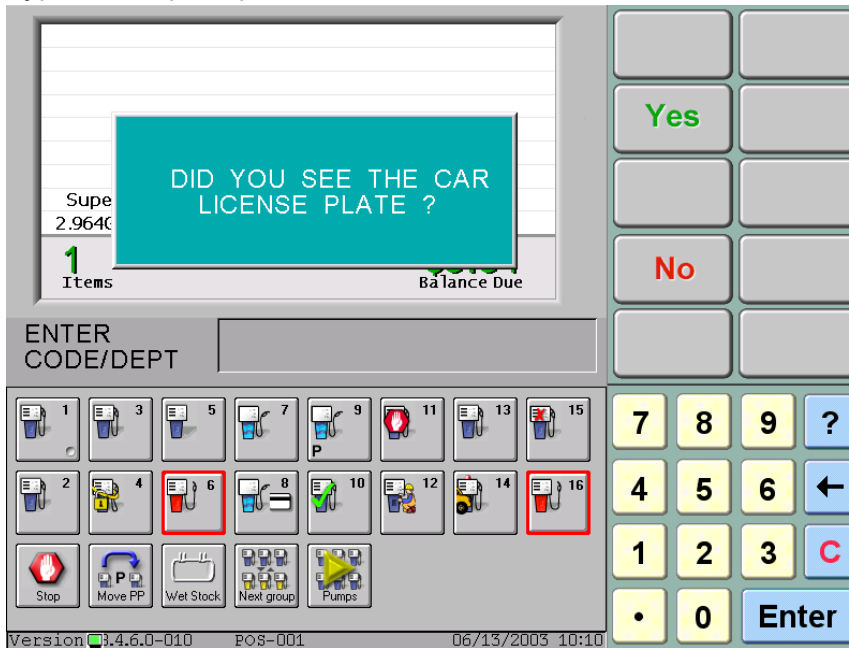 DID YOU SEE THE CAR
LICENSE PLATE ?
Supe
2.964G
1
Items
Balance Due
ENTER
CODE/DEPT
Yes
No
1 3 5 7 9 11 13 15
P
2 4 6 8 10 12 14 16
P
Stop Move PP Wet Stock Next group Pumps
7 8 9 ?
4 5 6 ←
1 2 3 C
• 0 Enter
POS-001 06/13/2003 10:10